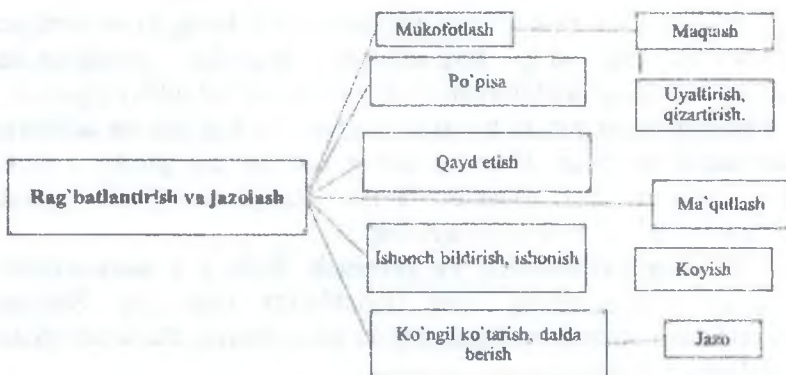 Mukofotlash
Maqtash
Po`pisa
Uyaltirish,
qizartirish.
Qayd etish
Rag`batlantirish va jazolash
Ma`qullash
Ishonch bildirish, ishonish
Koyish
Ko`ngil ko`tarish, dalda
berish
Jazo